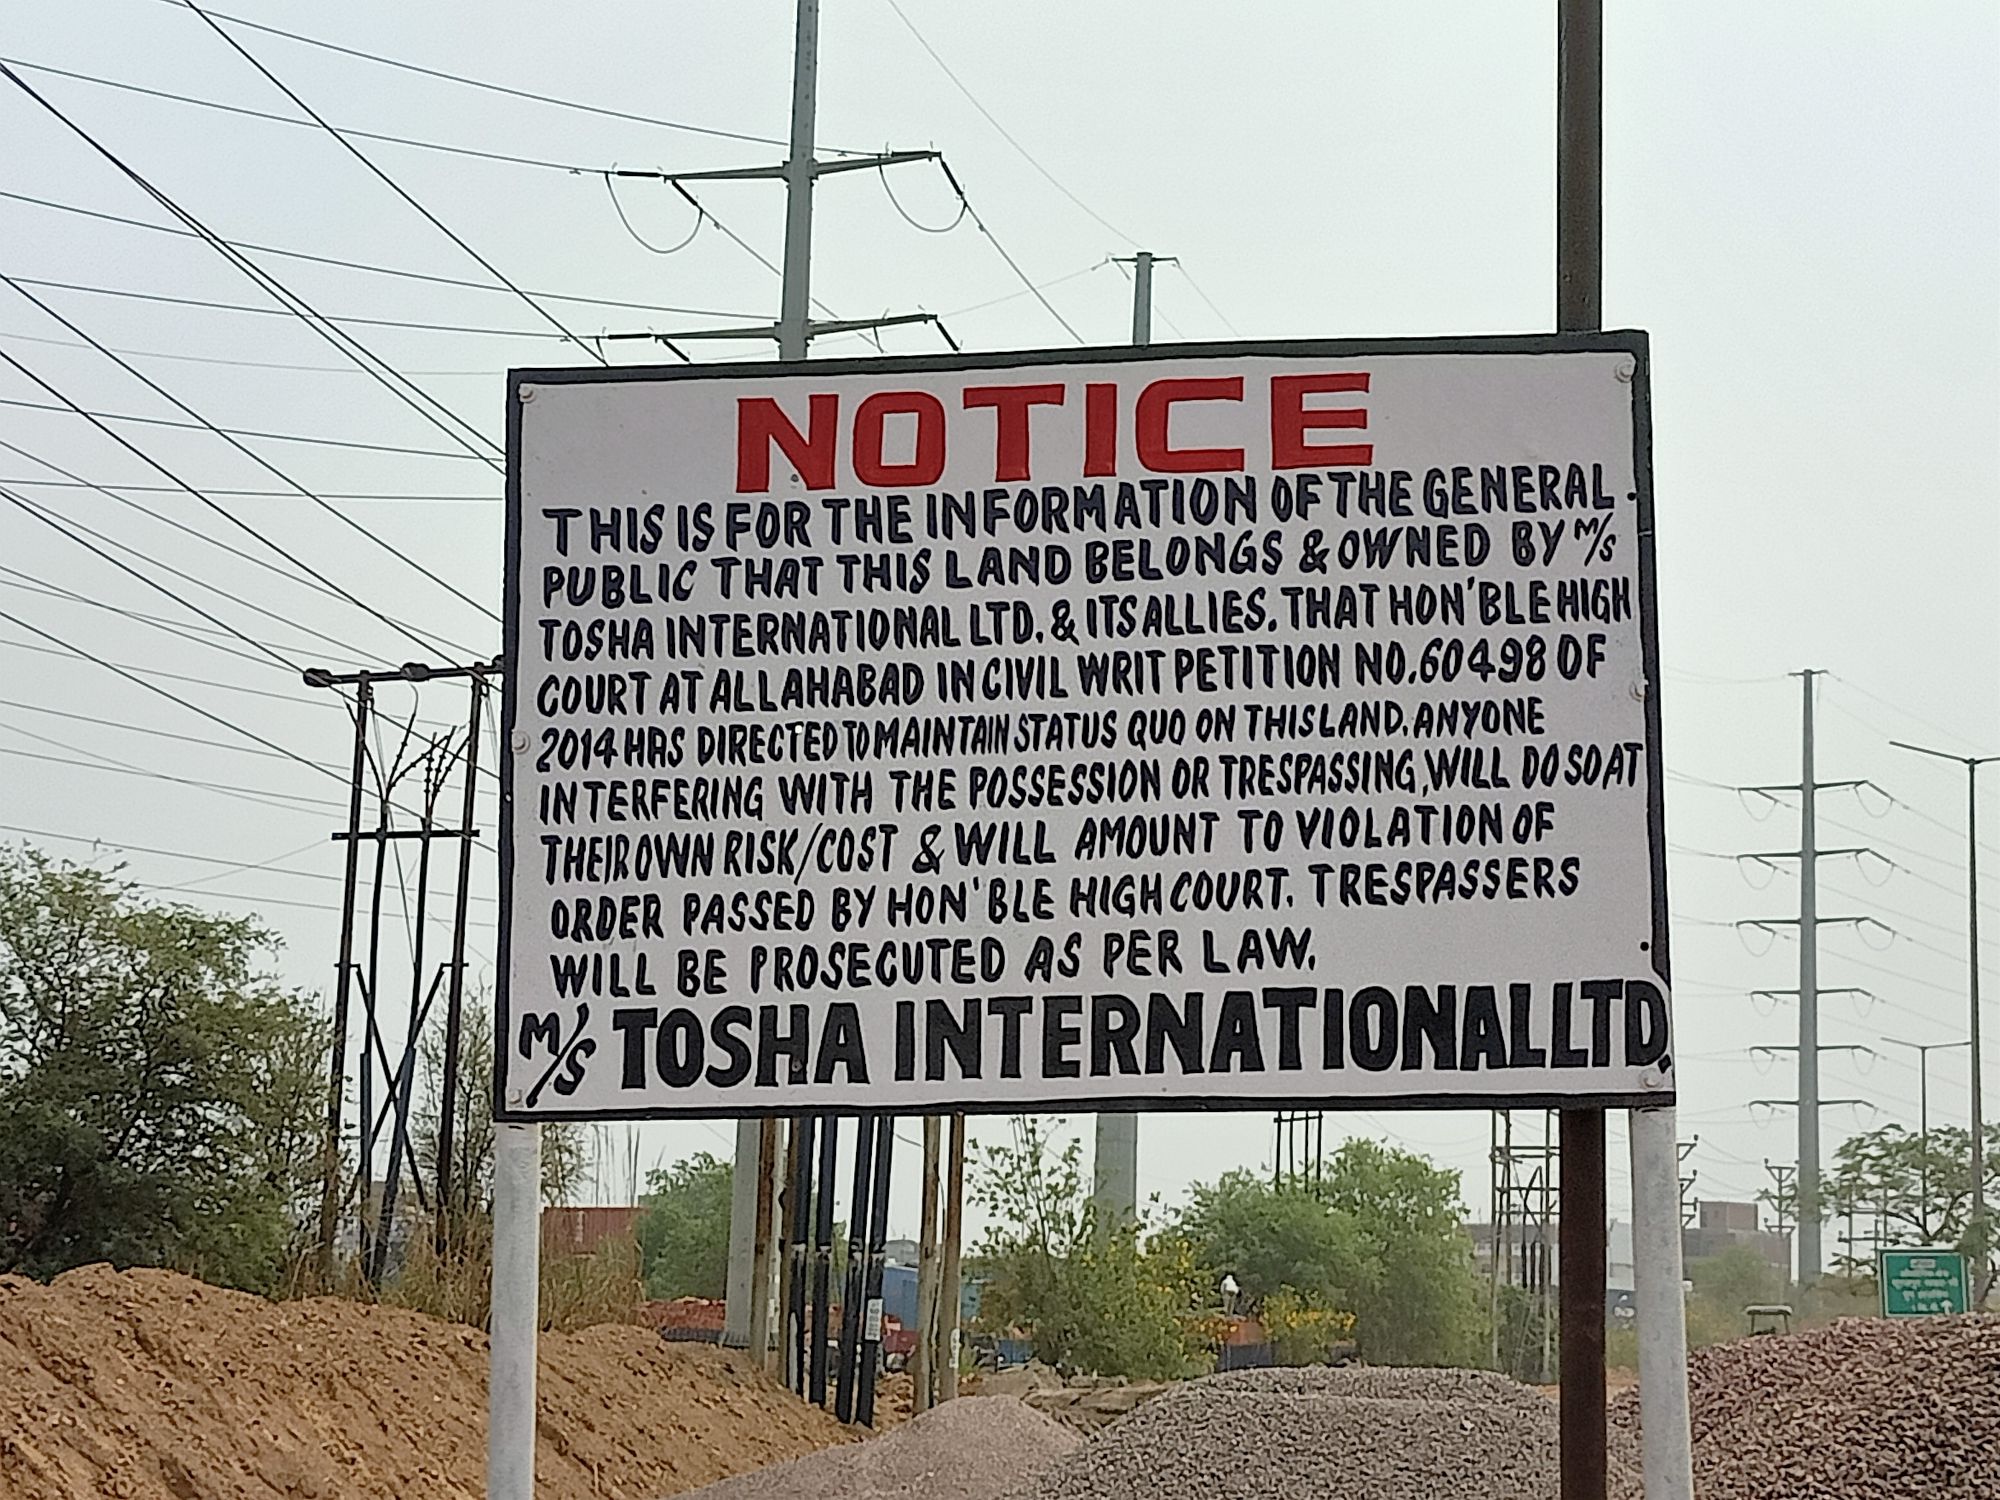 NOTICE
THIS IS FOR THE INFORMATION OF THE GENERAL
PUBLIC THAT THIS LAND BELONGS & OWNED BY M/S
TOSHA INTERNATIONAL LTD. & ITS ALLIES. THAT HON'BLE HIGH
COURT AT ALLAHABAD IN CIVIL WRIT PETITION NO. 60498 OF
2014 HAS DIRECTED TO MAINTAIN STATUS QUO ON THIS LAND. ANYONE
INTERFERING WITH THE POSSESSION OR TRESPASSING, WILL DO SO AT
THEIR OWN RISK/COST & WILL AMOUNT TO VIOLATION OF
ORDER PASSED BY HON'BLE HIGH COURT. TRESPASSERS
WILL BE PROSECUTED AS PER LAW.
M/S TOSHA INTERNATIONAL LTD.